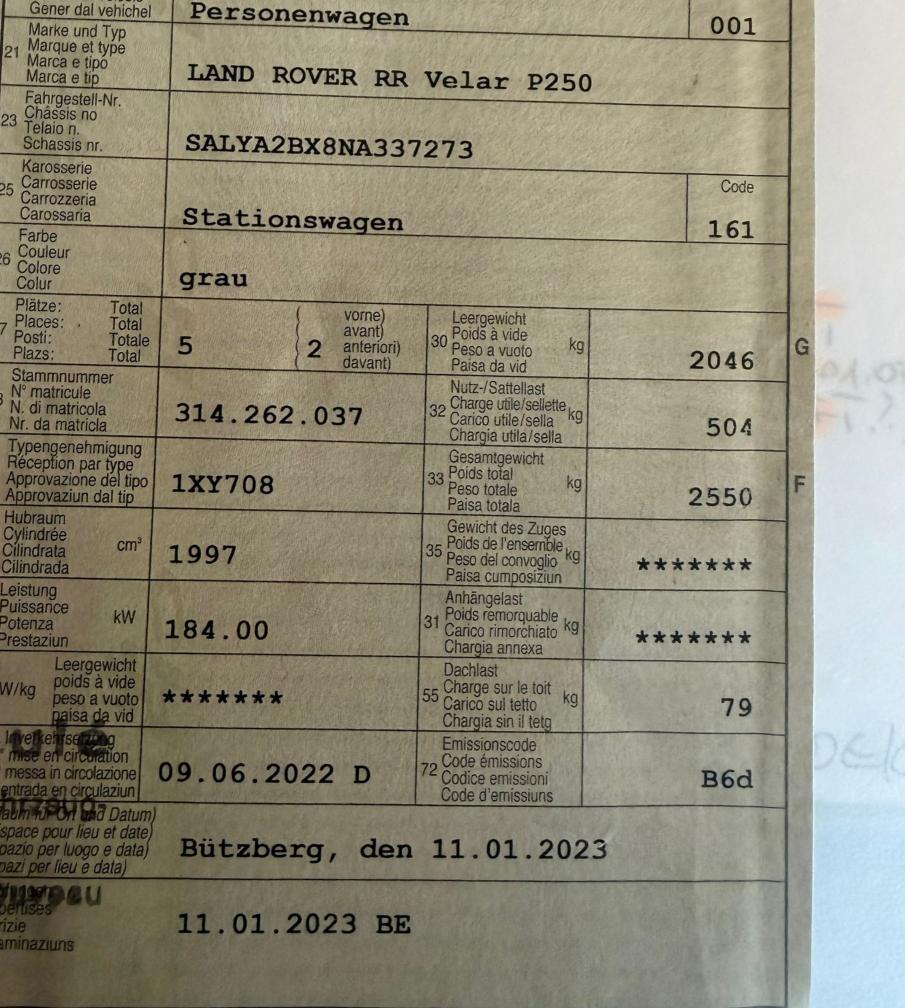 Gener dal vehichel Personenwagen 001
Marke und Typ
21 Marque et type
Marca e tipo
Marca e tip
LAND ROVER RR Velar P250
Fahrgestell-Nr.
23 Châssis no
Telaio n.
Schassis nr.
SALYA2BX8NA337273
Karosserie
25 Carrosserie
Carrozzeria
Carossaria
Stationswagen
Code
161
Farbe
Couleur
Colore
Colur
grau
Plätze: Total
Places: Total
Posti: Totale
Plazs: Total
5
2
vorne)
avant)
anteriori)
davant)
Leergewicht
30 Poids à vide
Peso a vuoto kg
Paisa da vid
2046
G
Stammnummer
N° matricule
N. di matricola
Nr. da matricla
314.262.037
Nutz-/Sattellast
32 Charge utile/sellette kg
Carico utile/sella
Chargia utila/sella
504
Typengenehmigung
Réception par type
Approvazione del tipo
Approvaziun dal tip
1XY708
Gesamtgewicht
33 Poids total
Peso totale kg
Paisa totala
2550
F
Hubraum
Cylindrée
Cilindrata cm³
Cilindrada
1997
Gewicht des Zuges
35 Poids de l'ensemble kg
Peso del convoglio
Paisa cumposiziun
*******
Leistung
Puissance
Potenza kW
Prestaziun
184.00
Anhängelast
31 Poids remorquable
Carico rimorchiato kg
Chargia annexa
*******
Leergewicht
poids à vide
W/kg peso a vuoto
paisa da vid
*******
Dachlast
55 Charge sur le toit kg
Carico sul tetto
Chargia sin il tetg
79
mise en circulation
messa in circolazione
entrada en circulaziun
09.06.2022 D
Emissionscode
72 Code émissions
Codice emissioni
Code d'emissiuns
B6d
Ort und Datum)
pour lieu et date)
per luogo e data)
per lieu e data)
Bützberg, den 11.01.2023
11.01.2023 BE